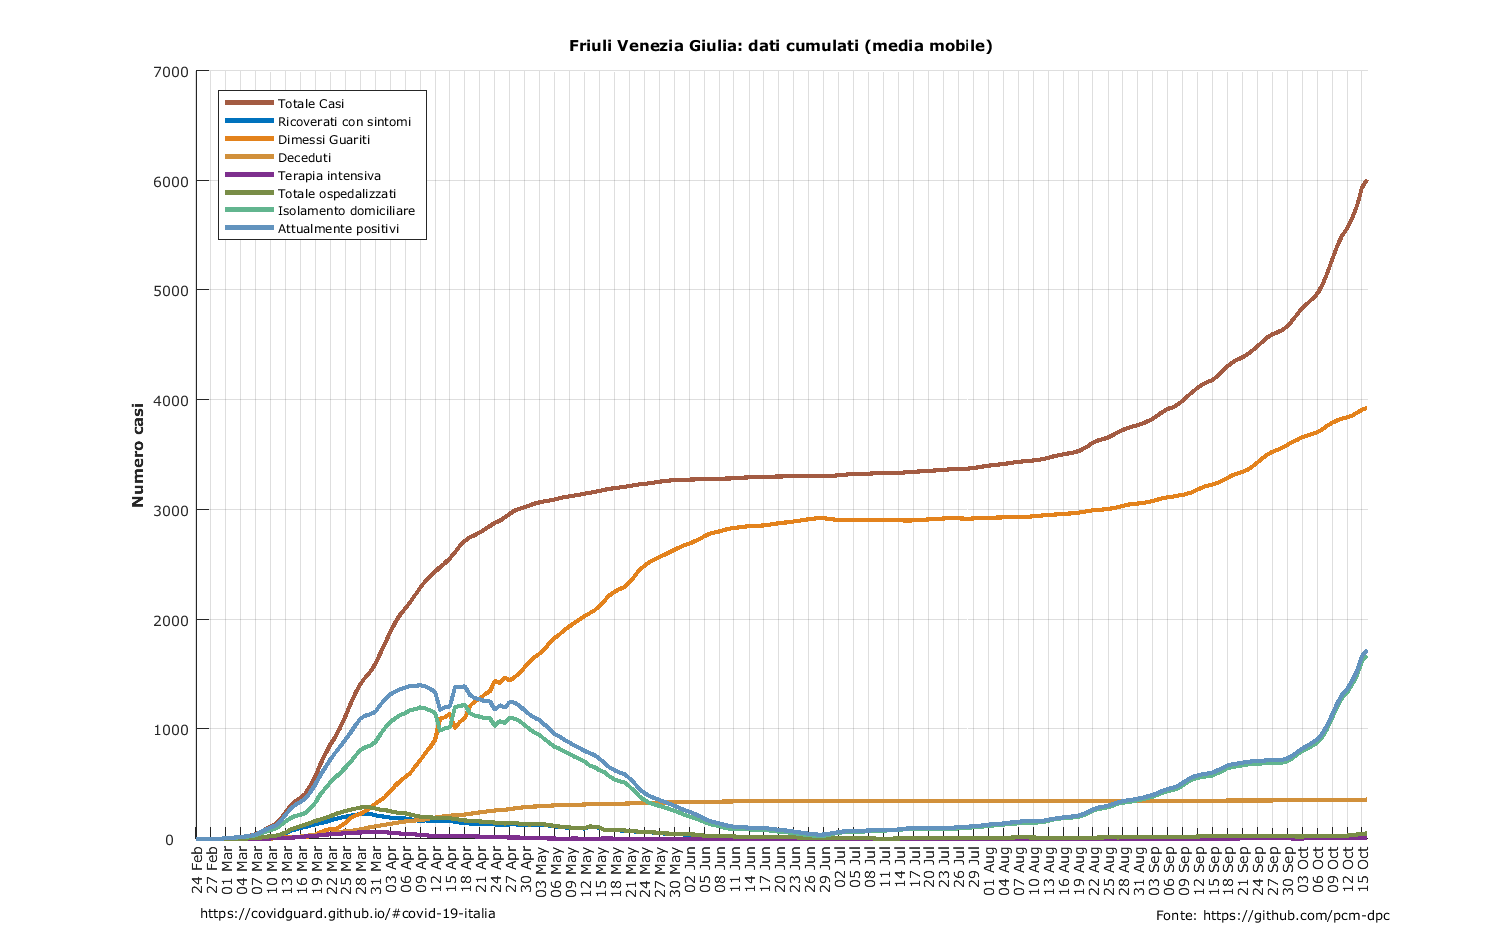 Friuli Venezia Giulia: dati cumulati (media mobile)
7000
6000
5000
4000
3000
2000
1000
0
Numero casi
Totale Casi
Ricoverati con sintomi
Dimessi Guariti
Deceduti
Terapia intensiva
Totale ospedalizzati
Isolamento domiciliare
Attualmente positivi
24 Feb
27 Feb
01 Mar
04 Mar
07 Mar
10 Mar
13 Mar
16 Mar
19 Mar
22 Mar
25 Mar
28 Mar
31 Mar
03 Apr
06 Apr
09 Apr
12 Apr
15 Apr
18 Apr
21 Apr
24 Apr
27 Apr
30 Apr
03 May
06 May
09 May
12 May
15 May
18 May
21 May
24 May
27 May
30 May
02 Jun
05 Jun
08 Jun
11 Jun
14 Jun
17 Jun
20 Jun
23 Jun
26 Jun
29 Jun
02 Jul
05 Jul
08 Jul
11 Jul
14 Jul
17 Jul
20 Jul
23 Jul
26 Jul
29 Jul
01 Aug
04 Aug
07 Aug
10 Aug
13 Aug
16 Aug
19 Aug
22 Aug
25 Aug
28 Aug
31 Aug
03 Sep
06 Sep
09 Sep
12 Sep
15 Sep
18 Sep
21 Sep
24 Sep
27 Sep
30 Sep
03 Oct
06 Oct
09 Oct
12 Oct
15 Oct
https://covidguard.github.io/#covid-19-italia
Fonte: https://github.com/pcm-dpc